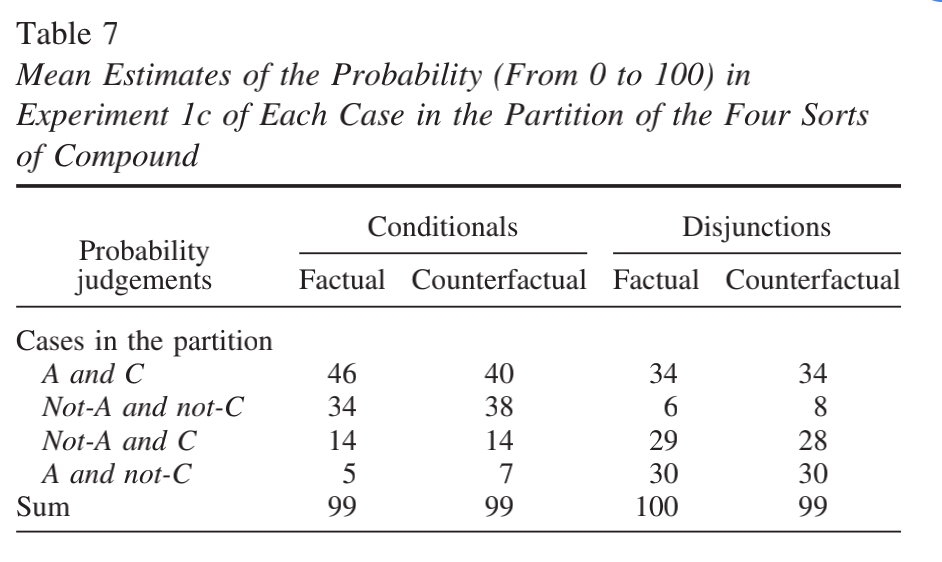 Table 7
Mean Estimates of the Probability (From 0 to 100) in
Experiment 1c of Each Case in the Partition of the Four Sorts
of Compound
Conditionals Disjunctions
Probability
judgements Factual Counterfactual Factual Counterfactual
Cases in the partition
A and C 46 40 34 34
Not-A and not-C 34 38 6 8
Not-A and C 14 14 29 28
A and not-C 5 7 30 30
Sum 99 99 100 99